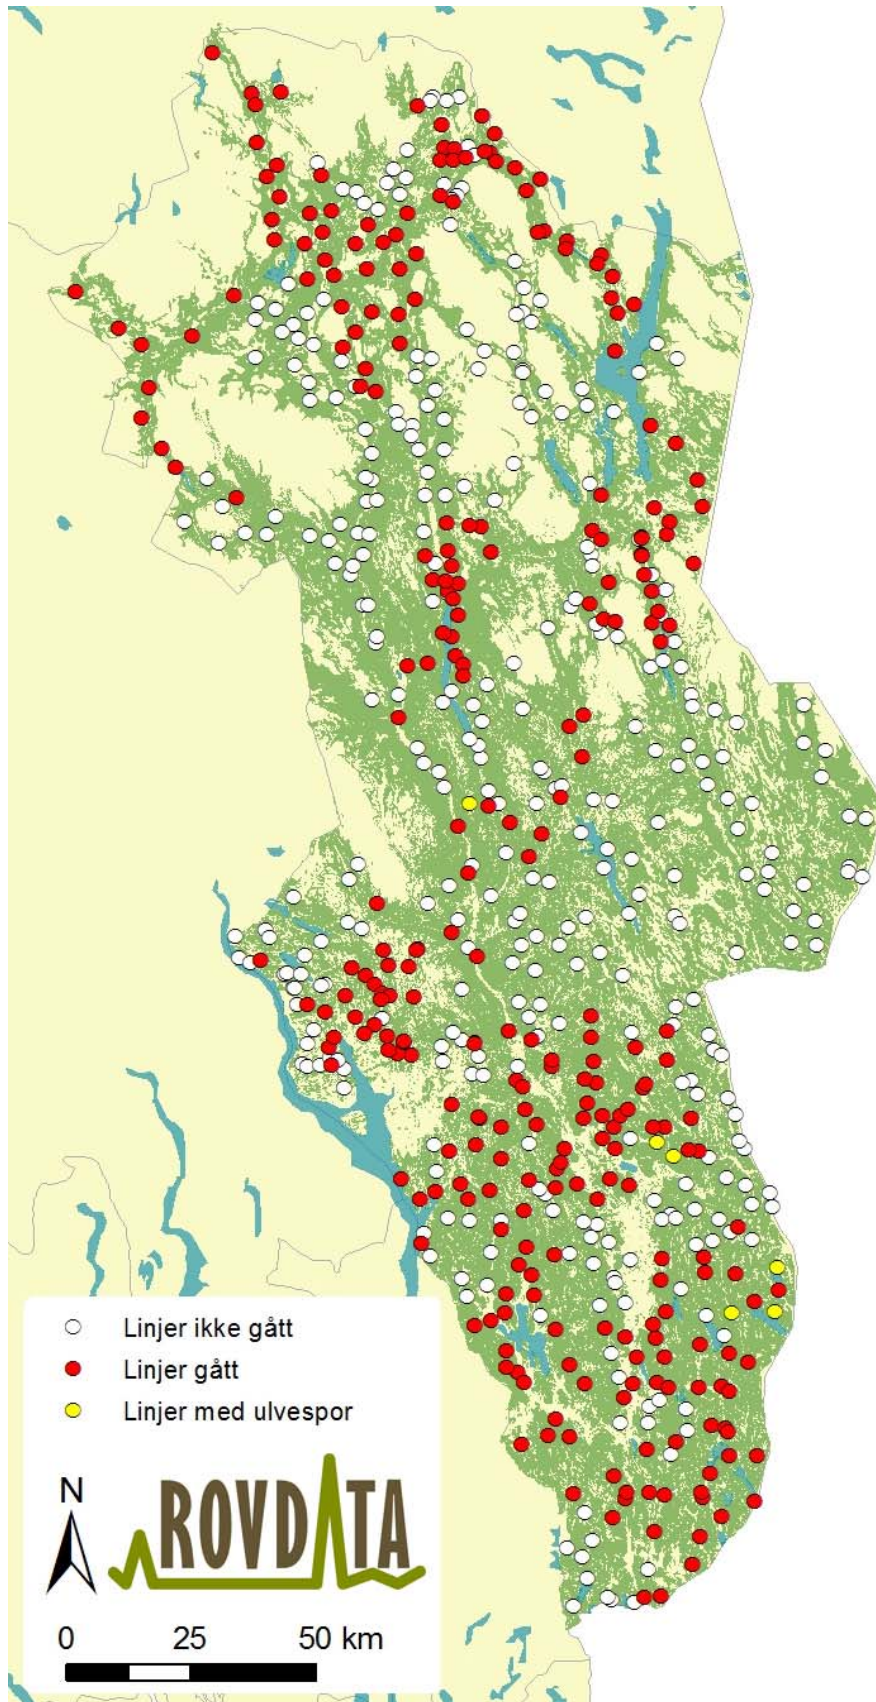 Linjer ikke gått
Linjer gått
Linjer med ulvespor
N
ROVDATA
0 25 50 km